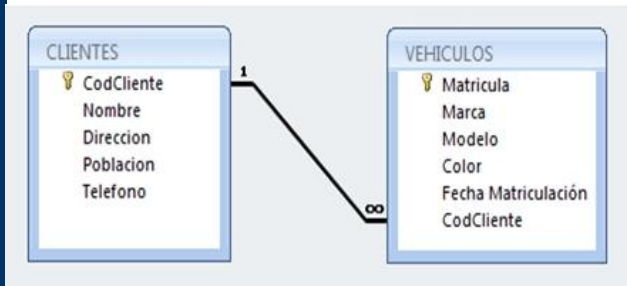 CLIENTES
CodCliente
Nombre
Direccion
Poblacion
Telefono
1
∞
VEHICULOS
Matricula
Marca
Modelo
Color
Fecha Matriculación
CodCliente